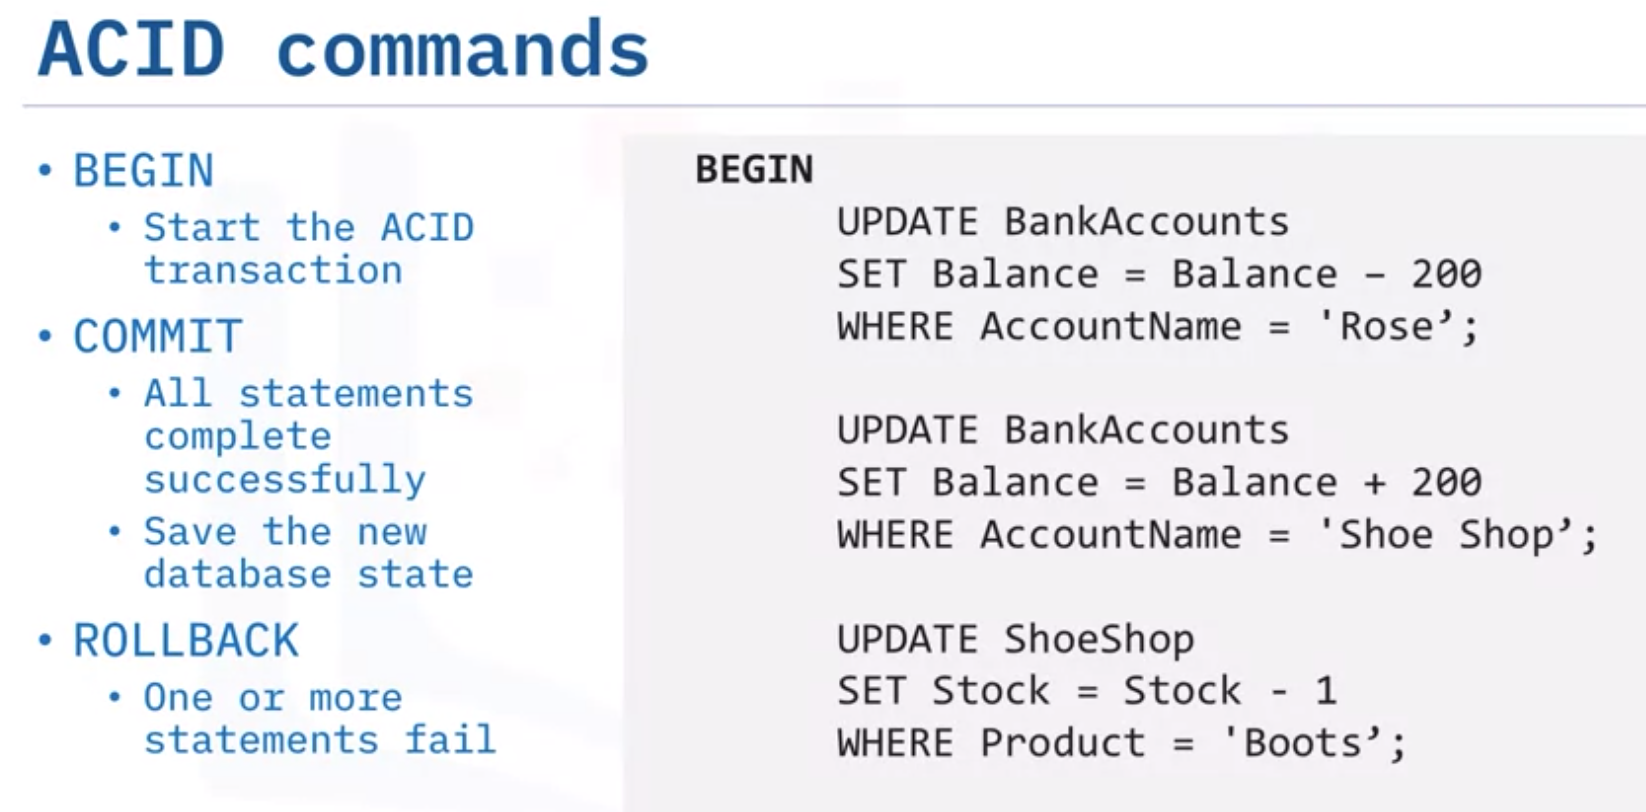 ACID commands
• BEGIN
• Start the ACID
transaction
• COMMIT
• All statements
complete
successfully
• Save the new
database state
• ROLLBACK
• One or more
statements fail
BEGIN
UPDATE BankAccounts
SET Balance = Balance – 200
WHERE AccountName = 'Rose’;
UPDATE BankAccounts
SET Balance = Balance + 200
WHERE AccountName = 'Shoe Shop’;
UPDATE ShoeShop
SET Stock = Stock - 1
WHERE Product = 'Boots’;